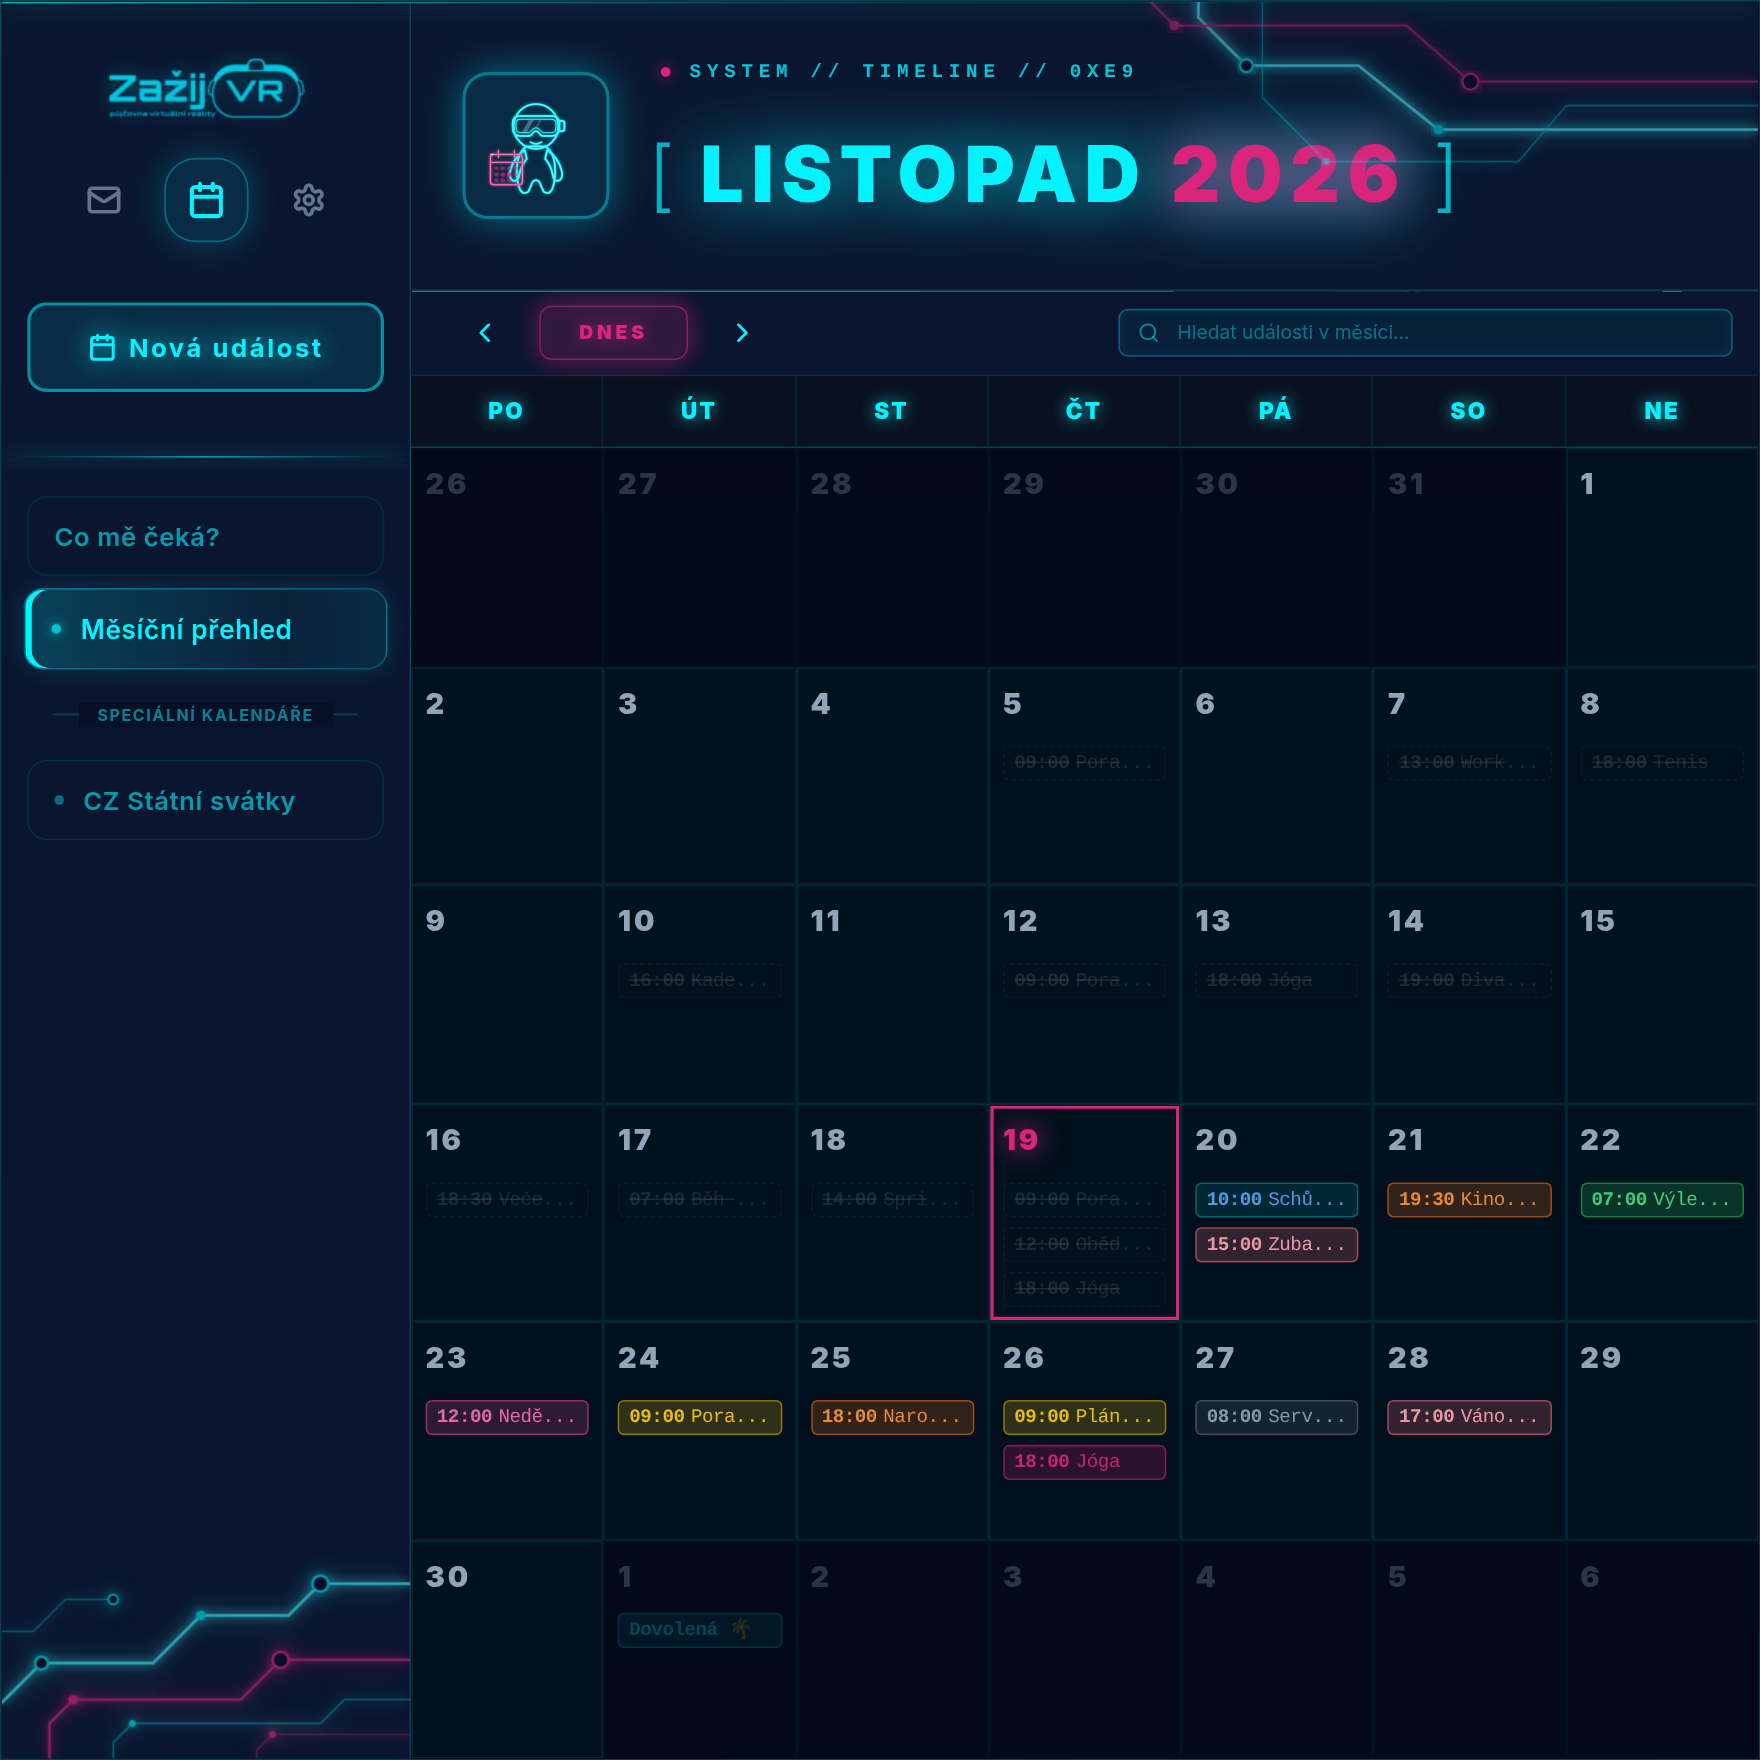 Zažij VR
půjčovna virtuální reality
SYSTEM // TIMELINE // 0XE9
[ LISTOPAD 2026 ]
Nová událost
DNES
Hledat události v měsíci...
Co mě čeká?
Měsíční přehled
SPECIÁLNÍ KALENDÁŘE
CZ Státní svátky
PO ÚT ST ČT PÁ SO NE
26 27 28 29 30 31 1
2 3 4 5 6 7 8
09:00 Pora... 13:00 Work... 18:00 Tenis
9 10 11 12 13 14 15
16:00 Kade... 09:00 Pora... 18:00 Jóga 19:00 Diva...
16 17 18 19 20 21 22
18:30 Veče... 07:00 Běh ... 14:00 Spri... 09:00 Pora... 10:00 Schů... 19:30 Kino... 07:00 Výle...
12:00 Oběd... 15:00 Zuba...
18:00 Jóga
23 24 25 26 27 28 29
12:00 Nedě... 09:00 Pora... 18:00 Naro... 09:00 Plán... 08:00 Serv... 17:00 Váno...
18:00 Jóga
30 1 2 3 4 5 6
Dovolená 🌴